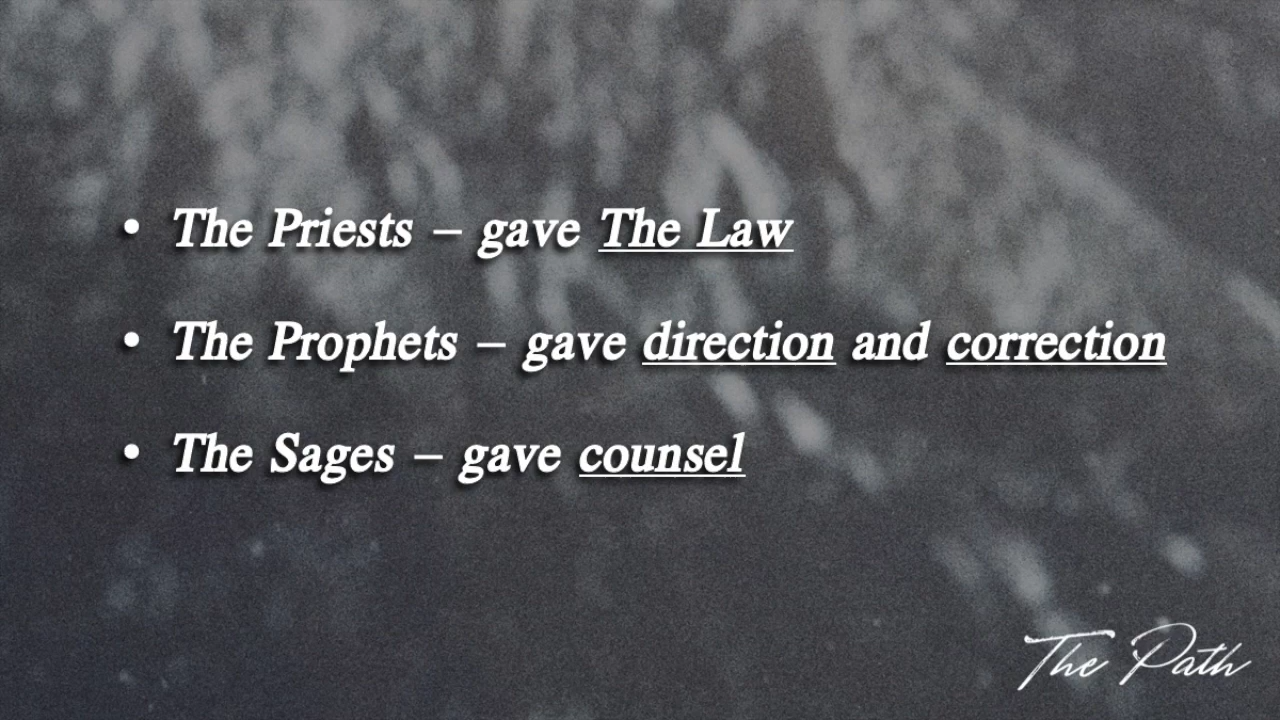 • The Priests – gave The Law
• The Prophets – gave direction and correction
• The Sages – gave counsel
The Path